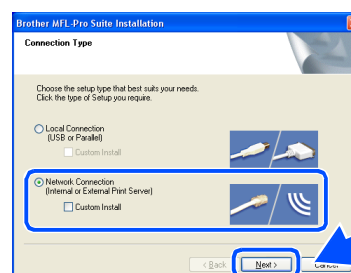 Brother MFL-Pro Suite Installation
Connection Type
Choose the setup type that best suits your needs.
Click the type of Setup you require.
Local Connection
(USB or Parallel)
Custom Install
Network Connection
(Internal or External Print Server)
Custom Install
< Back Next > Cancel